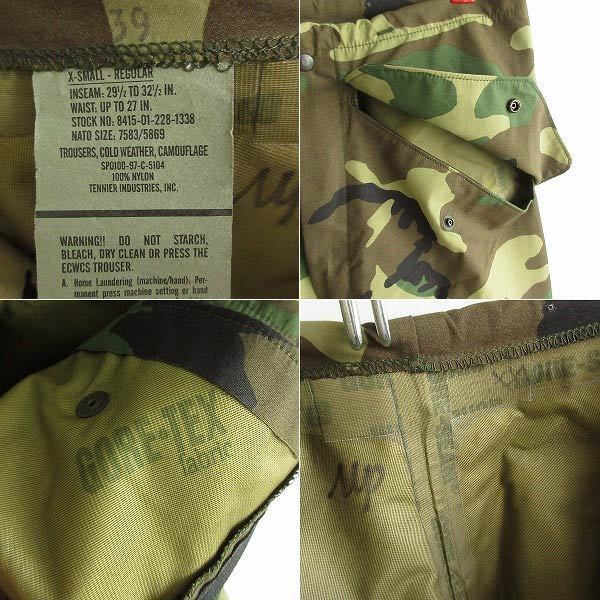 39
X-SMALL - REGULAR
INSEAM: 29½ TO 32½ IN.
WAIST: UP TO 27 IN.
STOCK NO: 8415-01-228-1338
NATO SIZE: 7583/5869
TROUSERS, COLD WEATHER, CAMOUFLAGE
SPO100-97-C-5104
100% NYLON
TENNIER INDUSTRIES, INC.
WARNING!! DO NOT STARCH,
BLEACH, DRY CLEAN OR PRESS THE
ECWCS TROUSER.
A. Home Laundering (machine/hand). Per-
manent press machine setting or hand
GORE-TEX
fabric